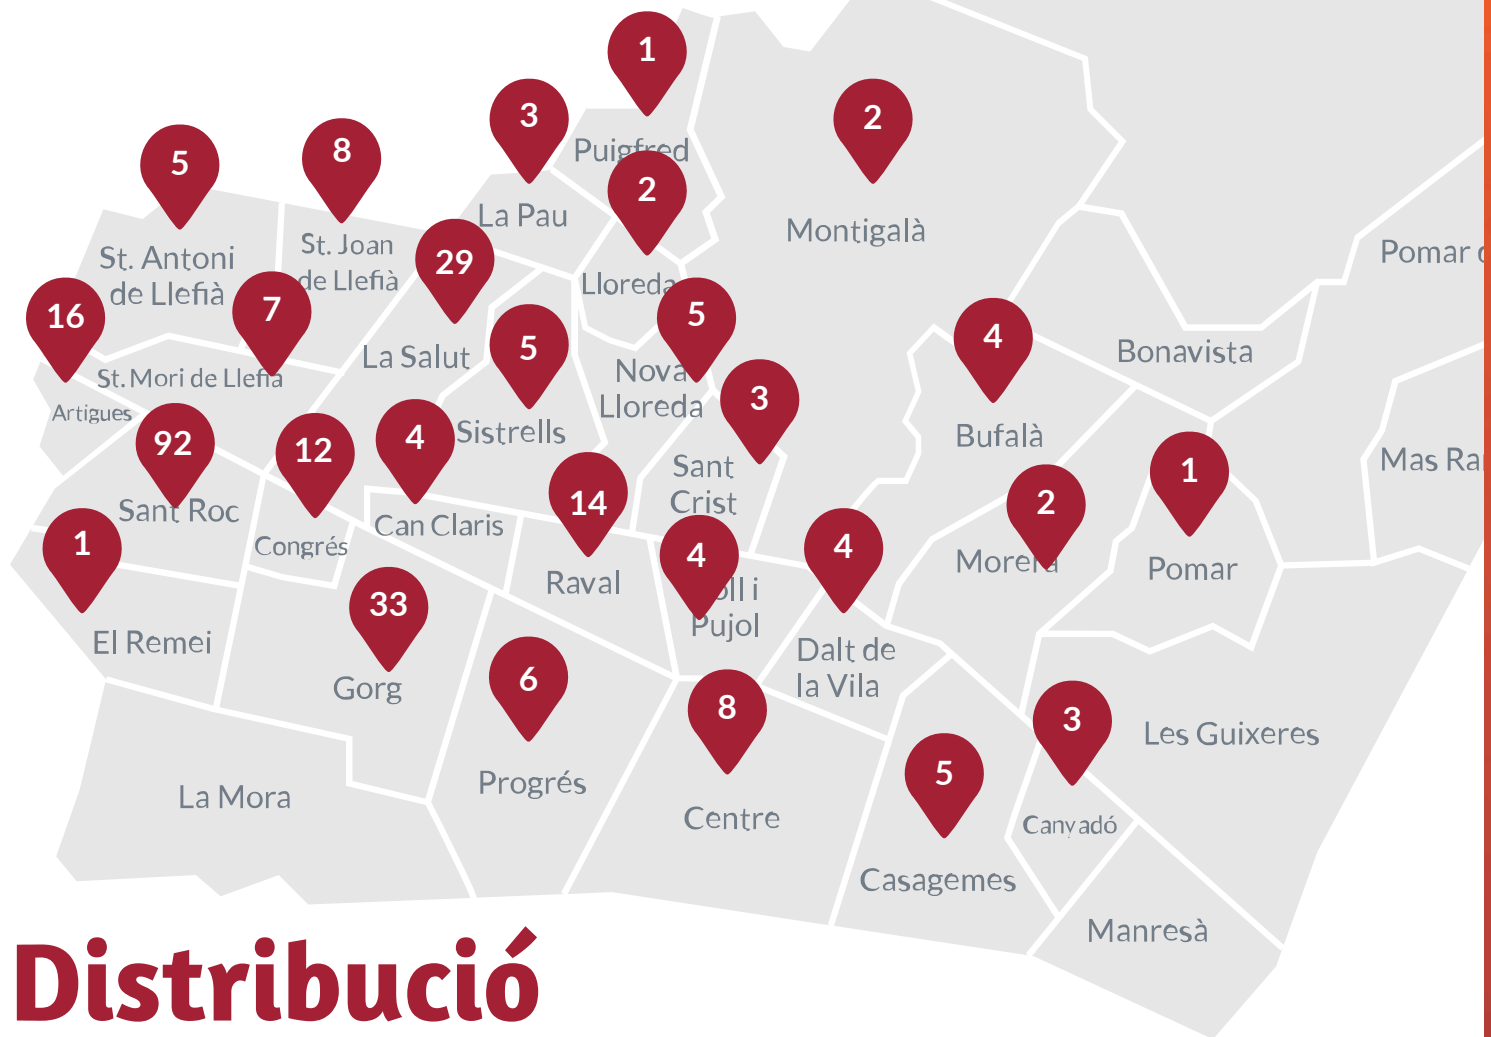 1
3
2
5
8
Puigfred
2
La Pau
Montigalà
St. Antoni
de Llefià
St. Joan
de Llefià
29
Pomar
Lloreda
16
7
5
5
4
La Salut
Nova
Lloreda
Bonavista
St. Mori de Llefià
3
Artigues
Sistrells
Bufalà
92
12
4
Sant
Crist
Mas
1
Sant Roc
14
2
Can Claris
Congrés
1
4
4
Morera
Pomar
Raval
Pujol
33
El Remei
Dalt de
la Vila
Gorg
6
8
3
Les Guixeres
La Mora
Progrés
5
Centre
Canyadó
Casagemes
Manresà
Distribució